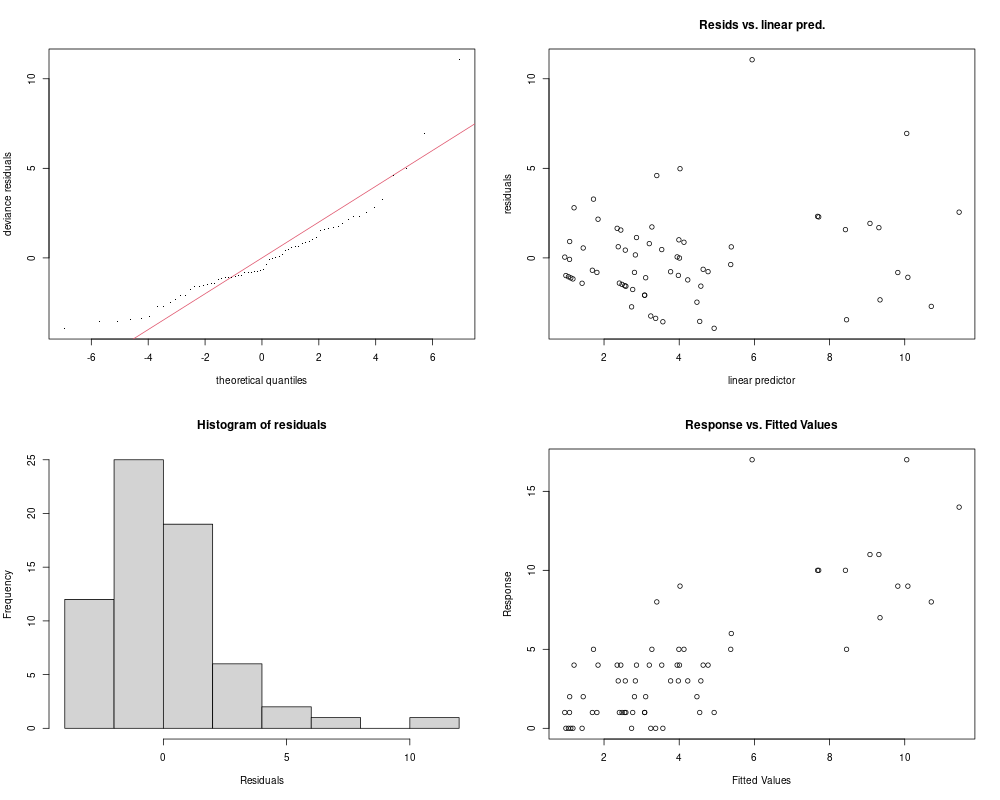 deviance residuals
0 5 10
-6 -4 -2 0 2 4 6
theoretical quantiles
Resids vs. linear pred.
residuals
0 5 10
2 4 6 8 10
linear predictor
Histogram of residuals
Frequency
0 5 10 15 20 25
0 5 10
Residuals
Response vs. Fitted Values
Response
0 5 10 15
2 4 6 8 10
Fitted Values